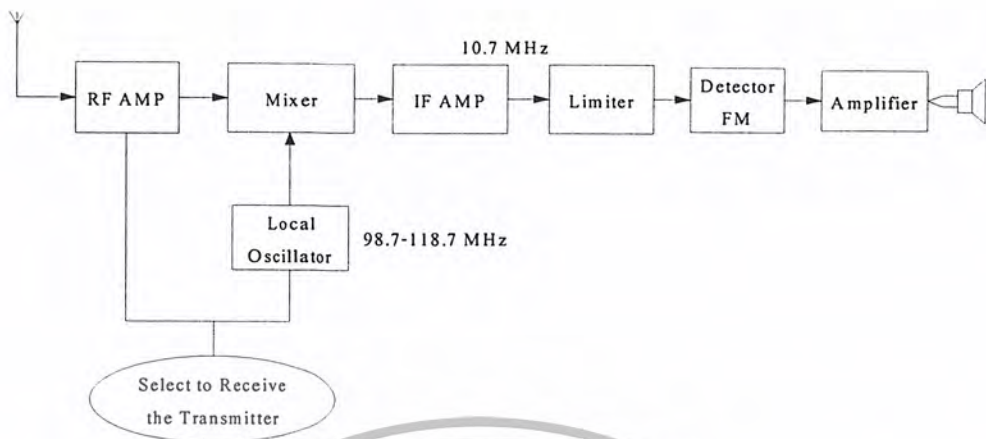 10.7 MHz
RF AMP
Mixer
IF AMP
Limiter
Detector
FM
Amplifier
Local
Oscillator
98.7-118.7 MHz
Select to Receive
the Transmitter